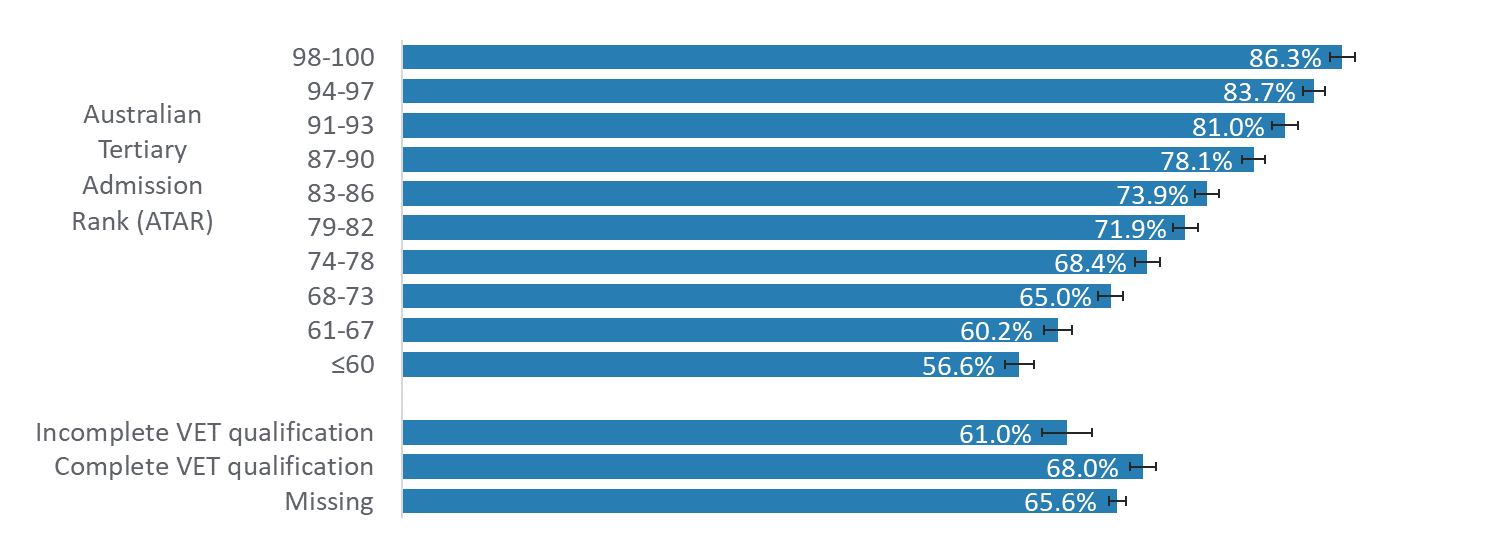 98-100 86.3%
94-97 83.7%
Australian
Tertiary
Admission
Rank (ATAR)
91-93 81.0%
87-90 78.1%
83-86 73.9%
79-82 71.9%
74-78 68.4%
68-73 65.0%
61-67 60.2%
≤60 56.6%
Incomplete VET qualification 61.0%
Complete VET qualification 68.0%
Missing 65.6%